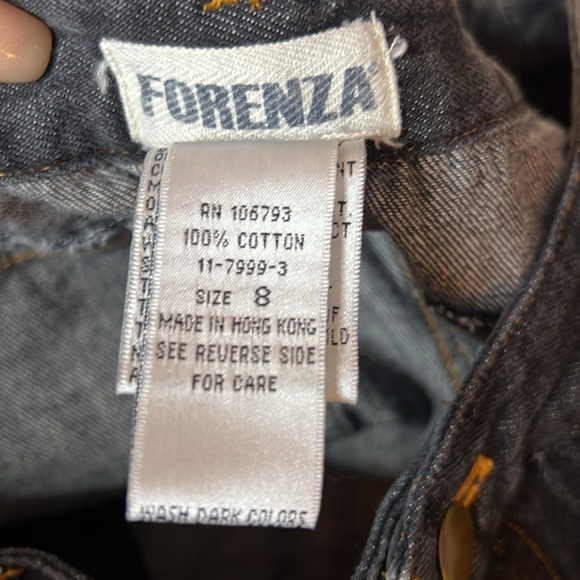 FORENZA
RN 106793
100% COTTON
11-7999-3
SIZE 8
MADE IN HONG KONG
SEE REVERSE SIDE
FOR CARE
WASH DARK COLORS